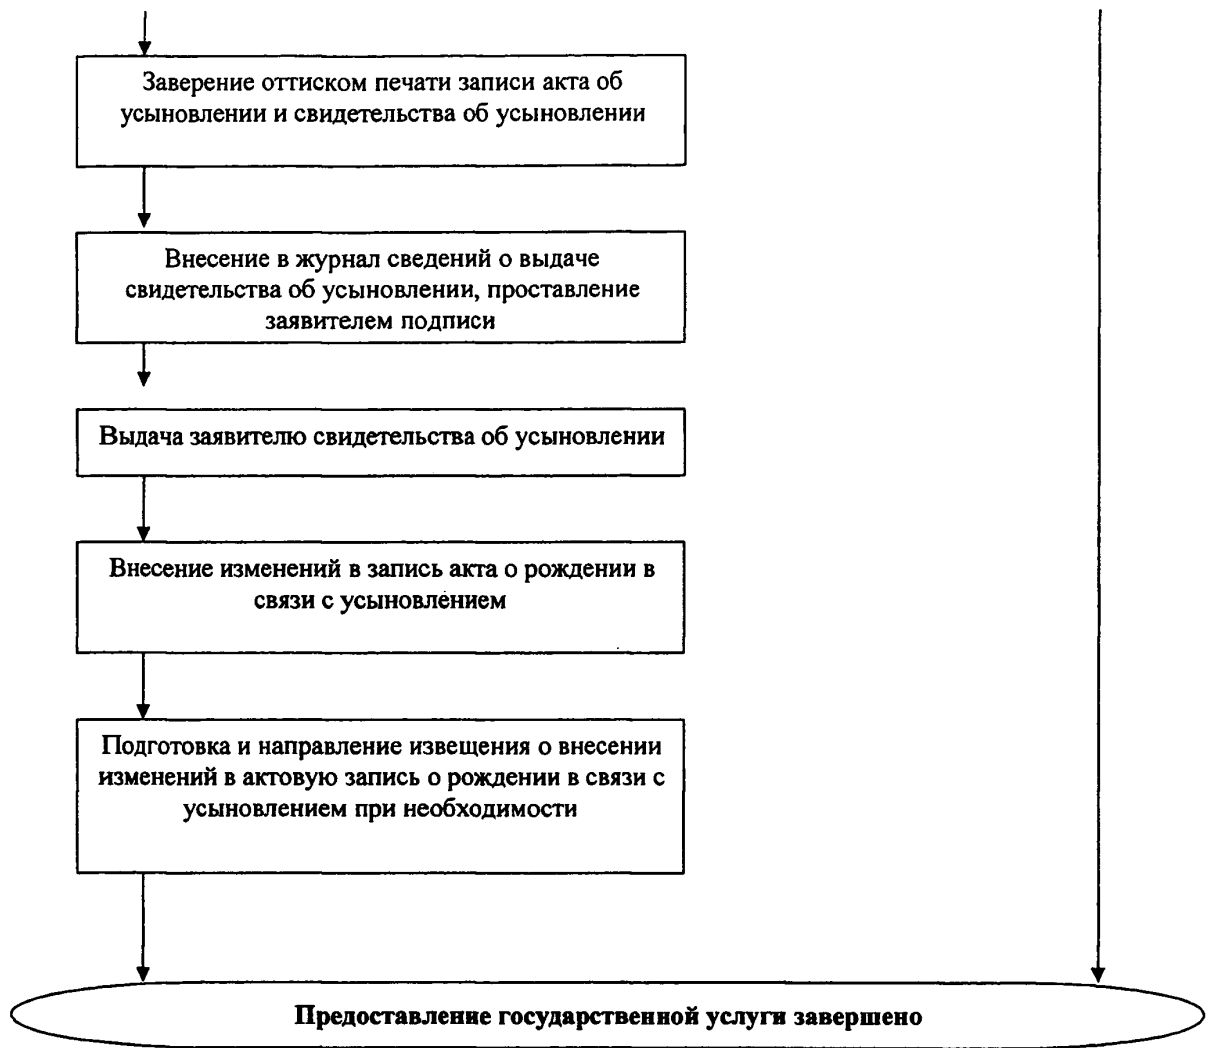 Заверение оттиском печати записи акта об
усыновлении и свидетельства об усыновлении
Внесение в журнал сведений о выдаче
свидетельства об усыновлении, проставление
заявителем подписи
Выдача заявителю свидетельства об усыновлении
Внесение изменений в запись акта о рождении в
связи с усыновлением
Подготовка и направление извещения о внесении
изменений в актовую запись о рождении в связи с
усыновлением при необходимости
Предоставление государственной услуги завершено